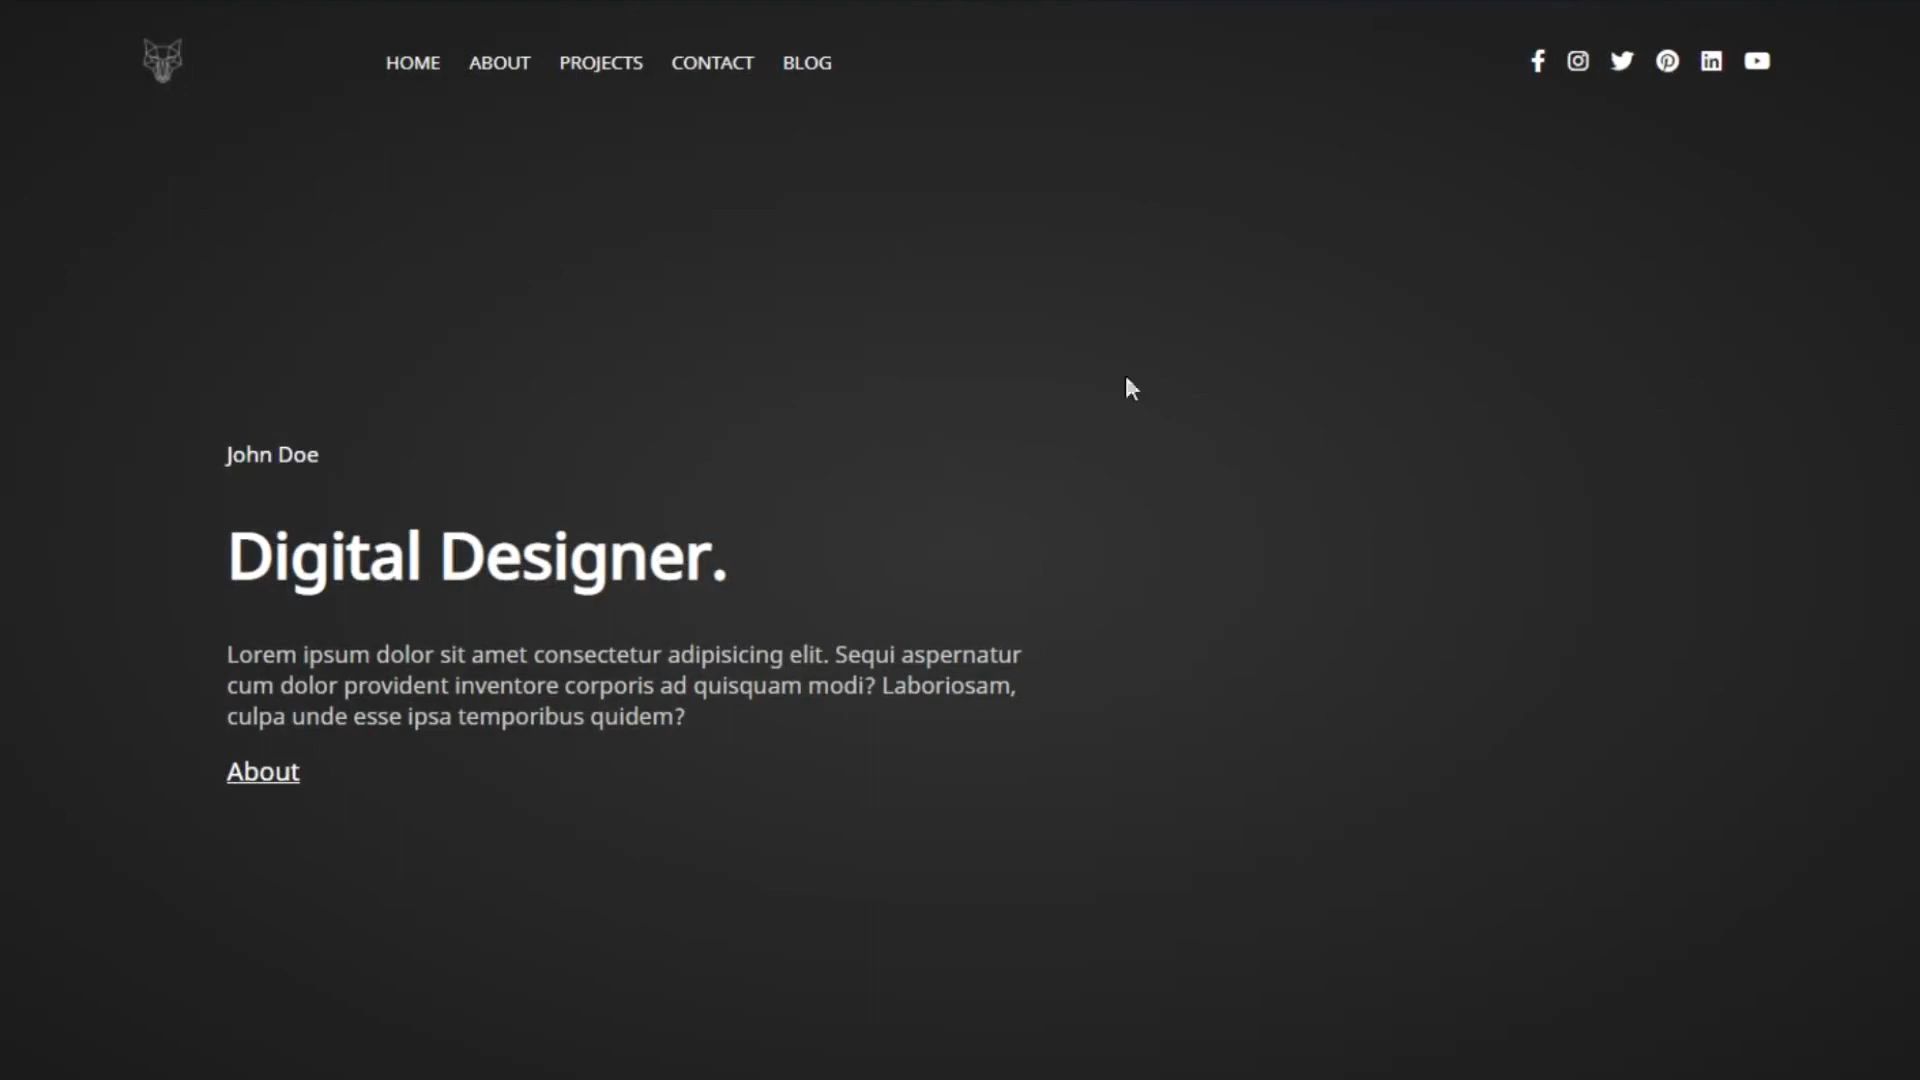 HOME ABOUT PROJECTS CONTACT BLOG
John Doe
Digital Designer.
Lorem ipsum dolor sit amet consectetur adipisicing elit. Sequi aspernatur
cum dolor provident inventore corporis ad quisquam modi? Laboriosam,
culpa unde esse ipsa temporibus quidem?
About